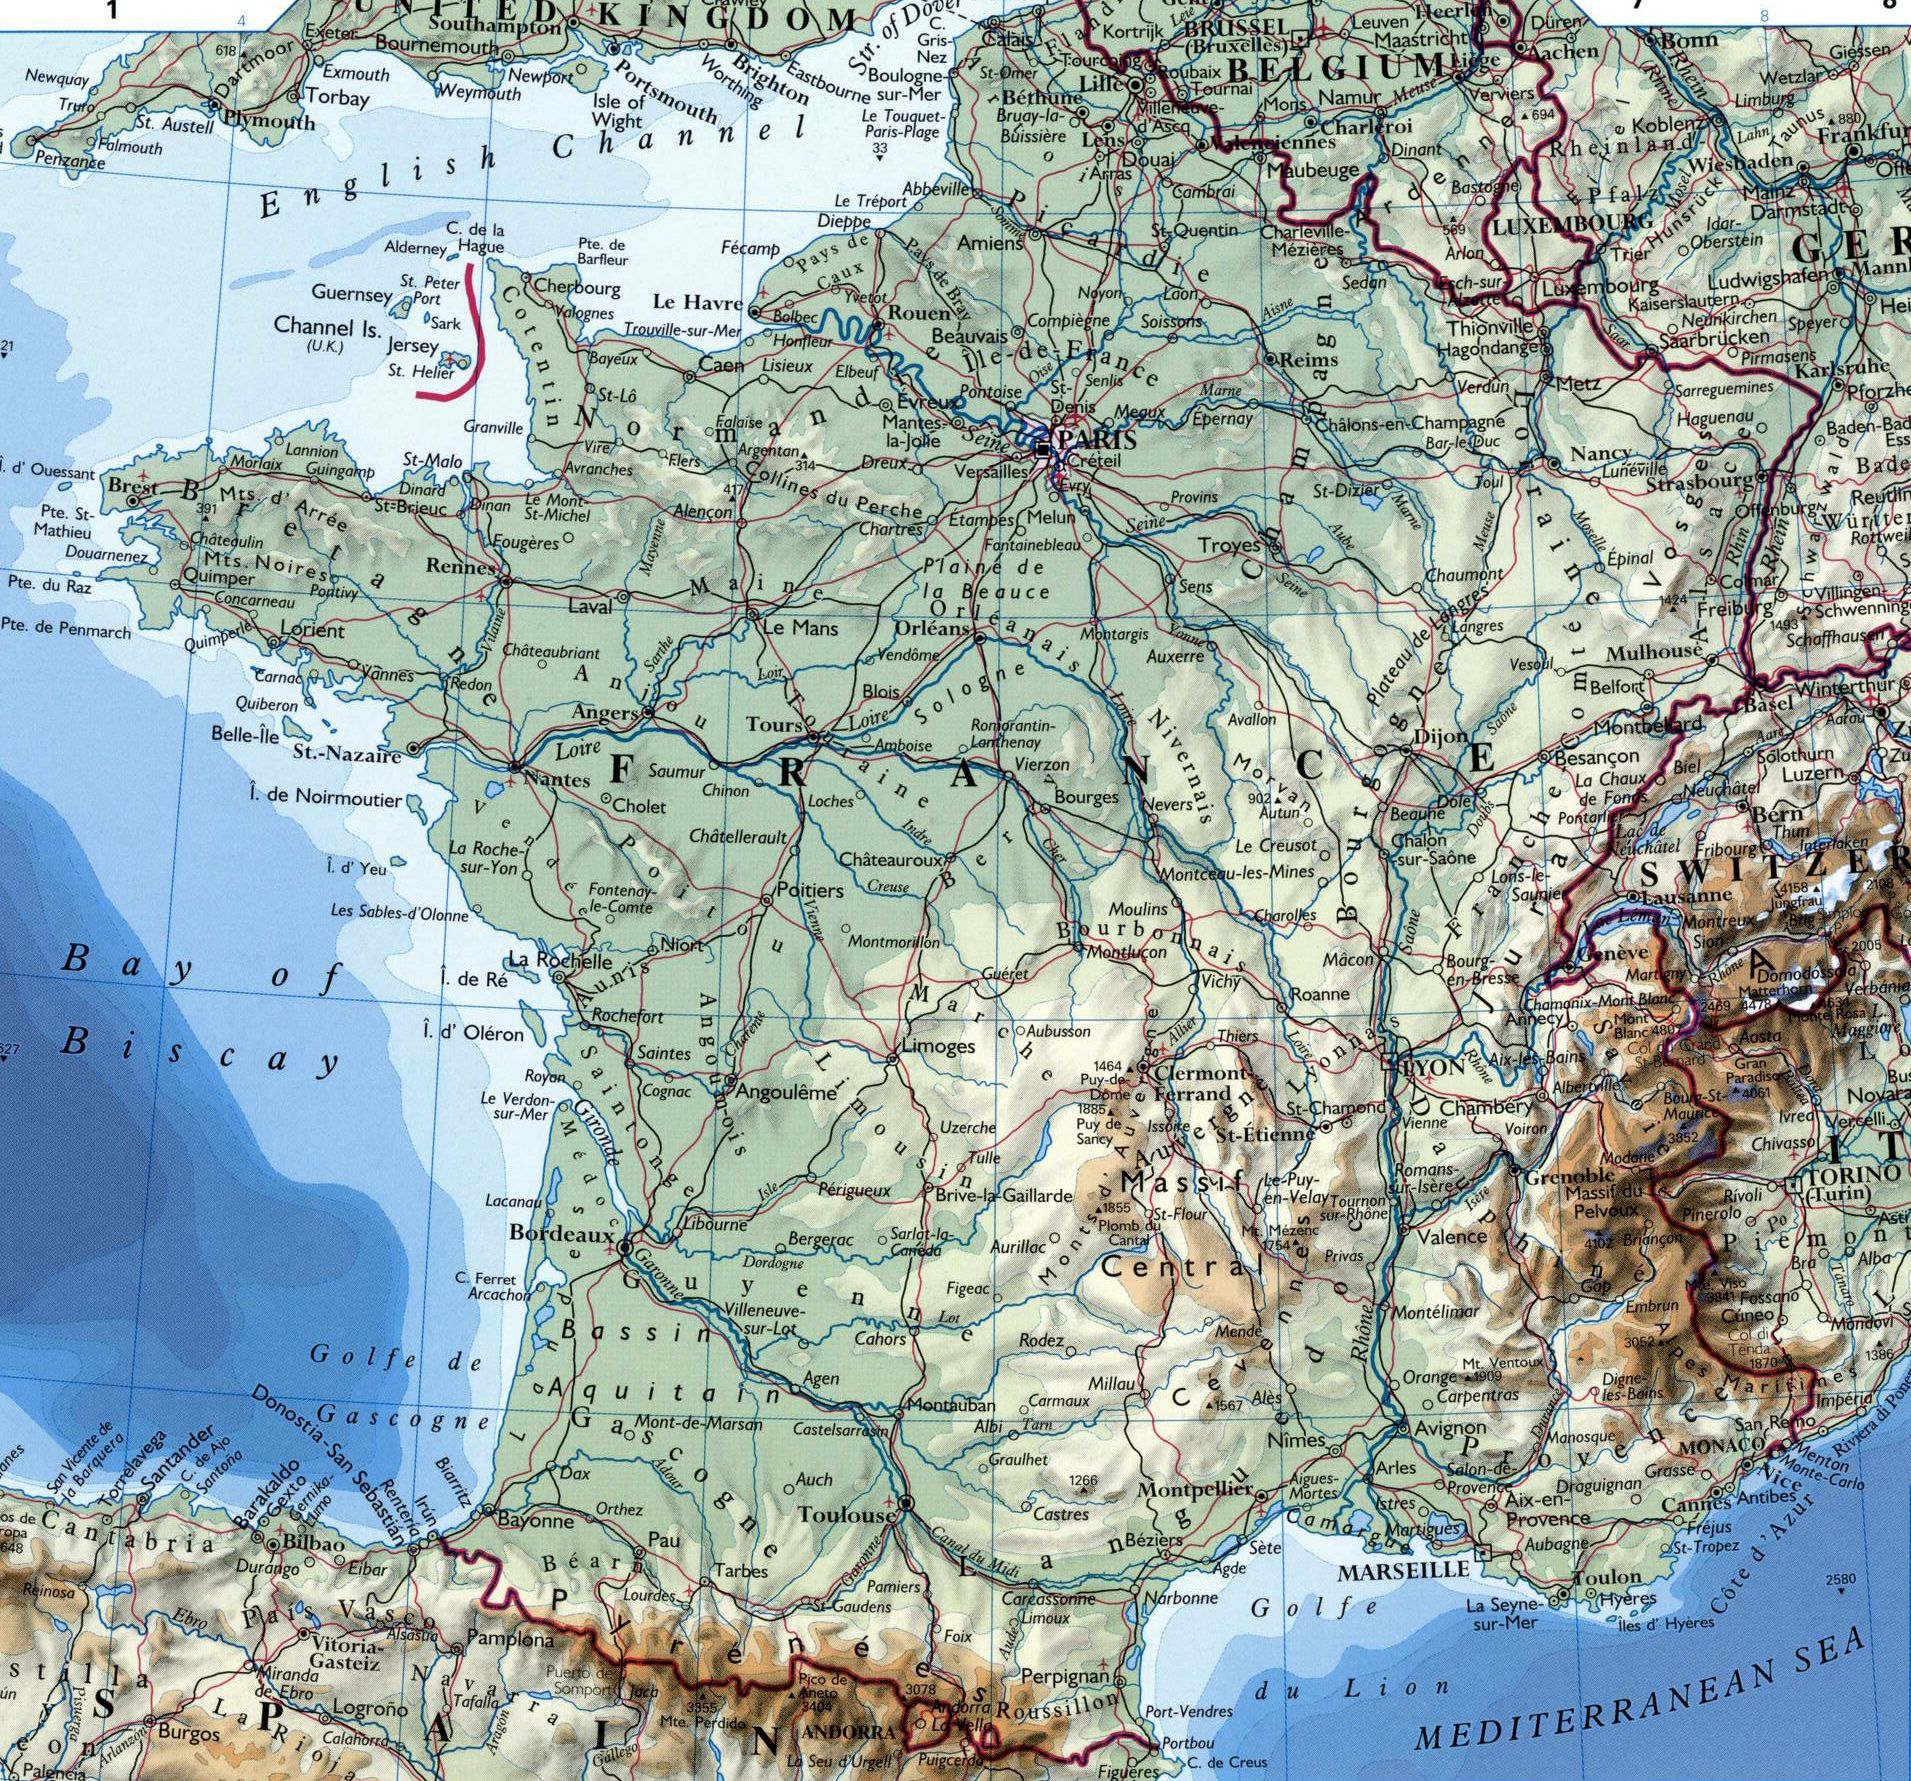 1
4
7
8
8
UNITED KINGDOM
Southampton
Str. of Dover
C.
Gris-
Nez
Calais
Kortrijk
BRUSSEL
(Bruxelles)
Leuven
Maastricht
Heerlen
Düren
Aachen
Bonn
Giessen
Wetzlar
Limburg
618
Dartmoor
Exeter
Bournemouth
Exmouth
Newport
Weymouth
Portsmouth
Brighton
Worthing
Eastbourne
Boulogne-
sur-Mer
St-Omer
Tourcoing
Roubaix
Lille
Tournai
BELGIUM
Liège
Verviers
Rhein
Newquay
Truro
St. Austell
Plymouth
Torbay
Falmouth
Penzance
Isle of
Wight
Le Touquet-
Paris-Plage
33
Béthune
Bruay-la-
Buissière
Lens
Villeneuve-
d'Ascq
Mons
Namur
Meuse
Charleroi
694
Koblenz
Lahn
Taunus
880
Frankfur
English Channel
Douai
Arras
Valenciennes
Maubeuge
Dinant
Ardenne
Rheinland-
Pfalz
Wiesbaden
Mainz
Darmstadt
Mosel
Hunsrück
Abbeville
Le Tréport
Dieppe
Somme
Picardie
Cambrai
Bastogne
LUXEMBOURG
Idar-
Oberstein
GER
C. de la
Hague
Alderney
Pte. de
Barfleur
Fécamp
Pays de
Caux
Pays de Bray
Amiens
St-Quentin
Charleville-
Mézières
569
Arlon
Trier
Ludwigshafen
Mann
St. Peter
Port
Guernsey
Sark
Cherbourg
Valognes
Le Havre
Bolbec
Yvetot
Rouen
Beauvais
Noyon
Laon
Aisne
Sedan
Esch-sur-
Alzette
Luxembourg
Kaiserslautern
Neunkirchen
Speyer
Channel Is.
(U.K.)
Jersey
St. Helier
Cotentin
Trouville-sur-Mer
Honfleur
Bayeux
Caen
Lisieux
Elbeuf
Compiègne
Soissons
Île-de-France
Oise
Senlis
Reims
Thionville
Hagondange
Saar
Saarbrücken
Pirmasens
Karlsruhe
Pforzhe
21
St-Lô
Évreux
Pontoise
St-
Denis
Meaux
Marne
Épernay
Verdun
Metz
Sarreguemines
Haguenau
Granville
Normandie
Falaise
Mantes-
la-Jolie
Seine
PARIS
Créteil
Versailles
Évry
Châlons-en-Champagne
Bar-le-Duc
Nancy
Lunéville
Strasbourg
Baden-Bad
Vire
Flers
Argentan
314
Dreux
Î. d' Ouessant
Lannion
Morlaix
Guingamp
St-Malo
Avranches
Brest
Bretagne
Mts. d'Arrée
391
St-Brieuc
Dinard
Dinan
Le Mont-
St-Michel
417
Collines du Perche
Alençon
Chartres
Étampes
Melun
Provins
Seine
St-Dizier
Marne
Toul
Meuse
Moselle
Offenburg
Reutlin
Pte. St-
Mathieu
Douarnenez
Châteaulin
Mts. Noires
Fougères
Mayenne
Fontainebleau
Troyes
Aube
Lorraine
Épinal
Vosges
Alsace
Rhin
Rhein
Schwarzwald
Württem
Rottweil
Pte. du Raz
Quimper
Pontivy
Rennes
Laval
Maine
Plaine de
la Beauce
Sens
Champagne
Seine
Chaumont
Colmar
Villingen-
Schwenning
Concarneau
Quimperlé
Lorient
Pte. de Penmarch
Vilaine
Le Mans
Orléanais
Orléans
Montargis
Yonne
Auxerre
Plateau de Langres
Langres
1424
Freiburg
1493
Schaffhausen
Châteaubriant
Sarthe
Vendôme
Vesoul
Mulhouse
Carnac
Vannes
Redon
Anjou
Loir
Blois
Sologne
Loire
Belfort
Basel
Winterthur
Quiberon
Belle-Île
St.-Nazaire
Angers
Tours
Loire
Romorantin-
Lanthenay
Avallon
Saône
Montbéliard
Aarau
Loire
Amboise
Vierzon
Nivernais
Dijon
Besançon
Biel
Aare
Solothurn
Luzern
FRANCE
Nantes
Saumur
Chinon
Touraine
Morvan
902
Autun
La Chaux
de Fonds
Neuchâtel
Î. de Noirmoutier
Cholet
Loches
Bourges
Nevers
Dole
Beaune
Doubs
Pontarlier
Bern
Thun
Vendée
Poitou
Châtellerault
Indre
Châteauroux
Cher
Berry
Le Creusot
Chalon-
sur-Saône
Lac de
Neuchâtel
Fribourg
Interlaken
Î. d' Yeu
La Roche-
sur-Yon
Fontenay-
le-Comte
Poitiers
Creuse
Montceau-les-Mines
Bourgogne
Lons-le-
Saunier
Franche-Comté
SWITZER
Lausanne
4158
Jungfrau
2108
Les Sables-d'Olonne
Vienne
Moulins
Charolles
Lac Léman
Montreux
Brig
Simplon
Bourbonnais
Niort
Montmorillon
Montluçon
Sion
2005
Bay of
Biscay
La Rochelle
Aunis
Î. de Ré
Guéret
Vichy
Mâcon
Saône
Bourg-
en-Bresse
Jura
Genève
Martigny
Rhône
Domodóssola
Matterhorn
Verbánia
Î. d' Oléron
Rochefort
Angoumois
Charente
Marche
Aubusson
Roanne
Annecy
Chamonix-Mont Blanc
Mont
Blanc 4807
2469
4478
4634
Monte Rosa
L.
Maggiore
Saintes
Cognac
Angoulême
Limoges
Limousin
Allier
Thiers
Loire
Lyonnais
LYON
Rhône
Aix-les-Bains
Savoie
Col du Grand
St-Bernard
Aosta
Royan
Le Verdon-
sur-Mer
Gironde
Saintonge
1464
Puy-de-
Dôme
Clermont-
Ferrand
1885
Puy de
Sancy
Issoire
Auvergne
St-Chamond
St-Étienne
Vienne
Chambéry
Albertville
Bourg-St-
Maurice
Gran
Paradiso
4061
Ivrea
Novara
Vercelli
Médoc
Uzerche
Tulle
Voiron
3852
Modane
Chivasso
IT
Lacanau
Isle
Périgueux
Brive-la-Gaillarde
Massif
Central
Monts d'Auvergne
Le-Puy-
en-Velay
Tournon-
sur-Rhône
Romans-
sur-Isère
Isère
Grenoble
Massif du
Pelvoux
TORINO
(Turin)
Rivoli
Bordeaux
Libourne
Bergerac
Sarlat-la-
Canéda
Aurillac
1855
Plomb du
Cantal
St-Flour
Mt. Mézenc
1754
Privas
Valence
Dauphiné
4102
Briançon
Pinerolo
Po
Asti
Piemont
Bra
Alba
C. Ferret
Arcachon
Garonne
Guyenne
Dordogne
Figeac
Mende
Montélimar
Gap
Embrun
Mte. Viso
3841
Fossano
Cúneo
Tánaro
Landes
Bassin
Villeneuve-
sur-Lot
Lot
Cahors
Rodez
Cévennes
Rhône
3052
Mondovì
Col di
Tenda
1870
1386
Golfe de
Gascogne
Aquitain
Agen
Millau
1567
Alès
Orange
Mt. Ventoux
1909
Carpentras
Durance
Digne-
les-Bains
Alpes Maritimes
Impéria
Gascogne
Mont-de-Marsan
Castelsarrasin
Montauban
Carmaux
Albi
Tarn
Nîmes
Avignon
Manosque
San Remo
MONACO
Menton
Monte-Carlo
Riviera di Ponen
San Vicente de
la Barquera
Torrelavega
Santander
C. de Ajo
Santoña
Barakaldo
Gexto
Gernika-
Lumo
Donostia-San Sebastián
Rentería
Irún
Biarritz
Dax
Adour
Auch
Graulhet
1266
Montpellier
Aigues-
Mortes
Arles
Salon-de-
Provence
Provence
Draguignan
Grasse
Nice
Cannes
Antibes
Cantabria
648
Bilbao
Durango
Eibar
Bayonne
Orthez
Pau
Toulouse
Castres
Béziers
Camargue
Istres
Martigues
Aix-en-
Provence
Aubagne
Fréjus
St-Tropez
Côte d'Azur
Reinosa
Ebro
País Vasco
Alsasua
Béarn
Lourdes
Tarbes
Garonne
Pamiers
Canal du Midi
Languedoc
Agde
Sète
MARSEILLE
Toulon
Carcassonne
Narbonne
St-Gaudens
La Seyne-
sur-Mer
Hyères
Îles d' Hyères
2580
Golfe
du Lion
Vitoria-
Gasteiz
Pamplona
Pyrénées
Foix
Limoux
Aude
Miranda
de Ebro
Navarra
Tafalla
Puerto de
Somport
Jaca
Pico de
Aneto
3404
3078
Perpignan
Roussillon
SPAIN
Pisuerga
La Rioja
Logroño
Calahorra
Aragón
3355
Mte. Perdido
ANDORRA
Andorra
La Vella
Port-Vendres
Portbou
MEDITERRANEAN SEA
Burgos
Arlanzón
Gállego
La Seu d'Urgell
Puigcerdà
Figueres
C. de Creus
Palencia